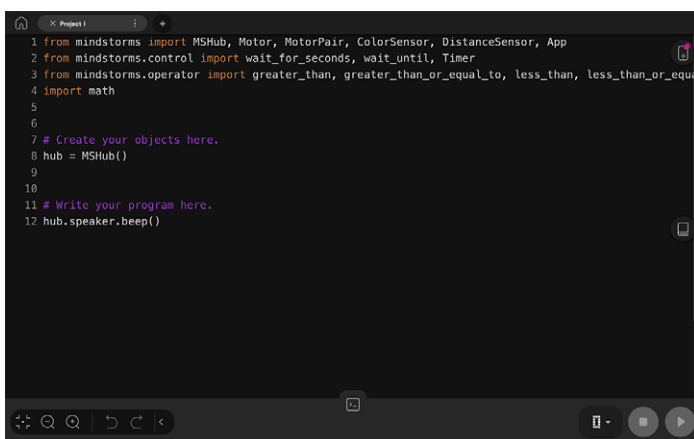 × Project 1 +
1 from mindstorms import MSHub, Motor, MotorPair, ColorSensor, DistanceSensor, App
2 from mindstorms.control import wait_for_seconds, wait_until, Timer
3 from mindstorms.operator import greater_than, greater_than_or_equal_to, less_than, less_than_or_equa
4 import math
5
6
7 # Create your objects here.
8 hub = MSHub()
9
10
11 # Write your program here.
12 hub.speaker.beep()